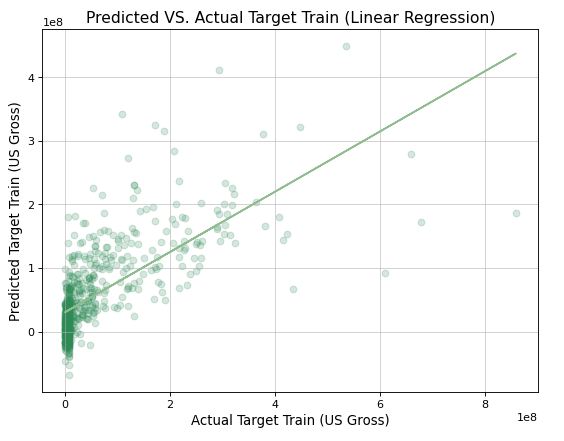 Predicted VS. Actual Target Train (Linear Regression)
1e8
4
3
2
1
0
Predicted Target Train (US Gross)
0
2
4
6
8
1e8
Actual Target Train (US Gross)